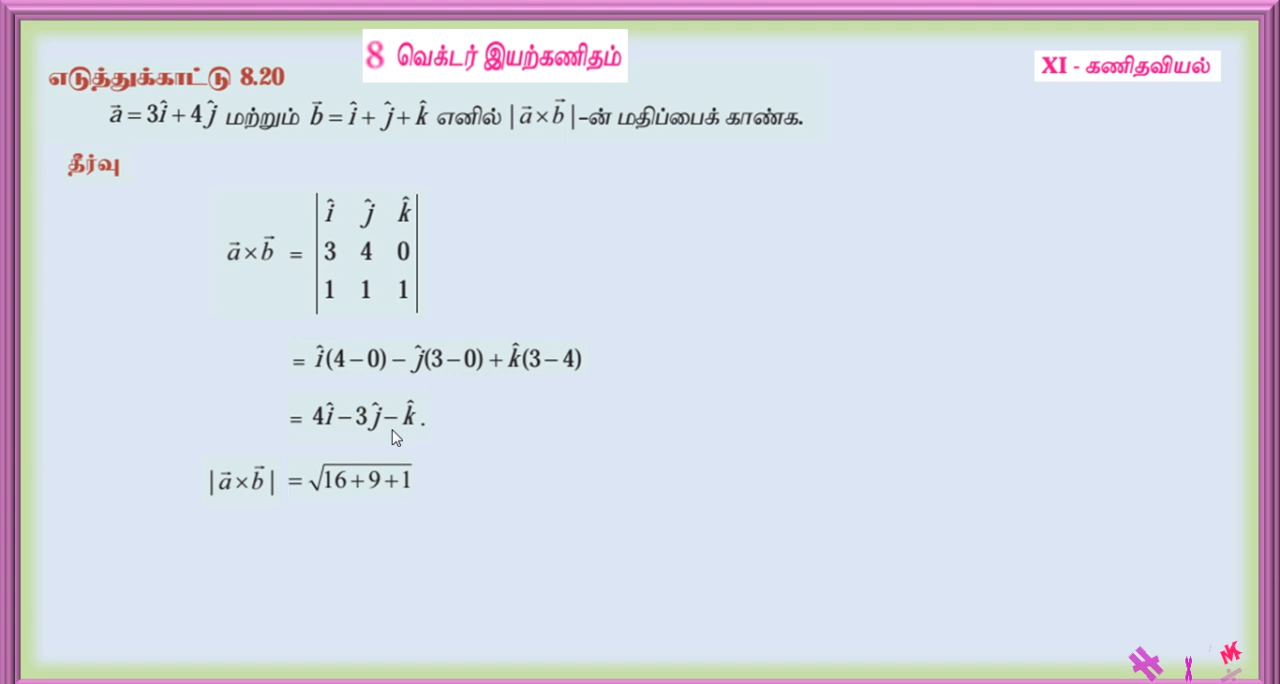 8 வெக்டர் இயற்கணிதம்
XI - கணிதவியல்
எடுத்துக்காட்டு 8.20
a⃗ = 3î + 4ĵ மற்றும் b⃗ = î + ĵ + k̂ எனில் | a⃗ × b⃗ | -ன் மதிப்பைக் காண்க.
தீர்வு
î ĵ k̂
a⃗ × b⃗ = | 3 4 0 |
1 1 1
= î(4 − 0) − ĵ(3 − 0) + k̂(3 − 4)
= 4î − 3ĵ − k̂ .
| a⃗ × b⃗ | = √16 + 9 + 1